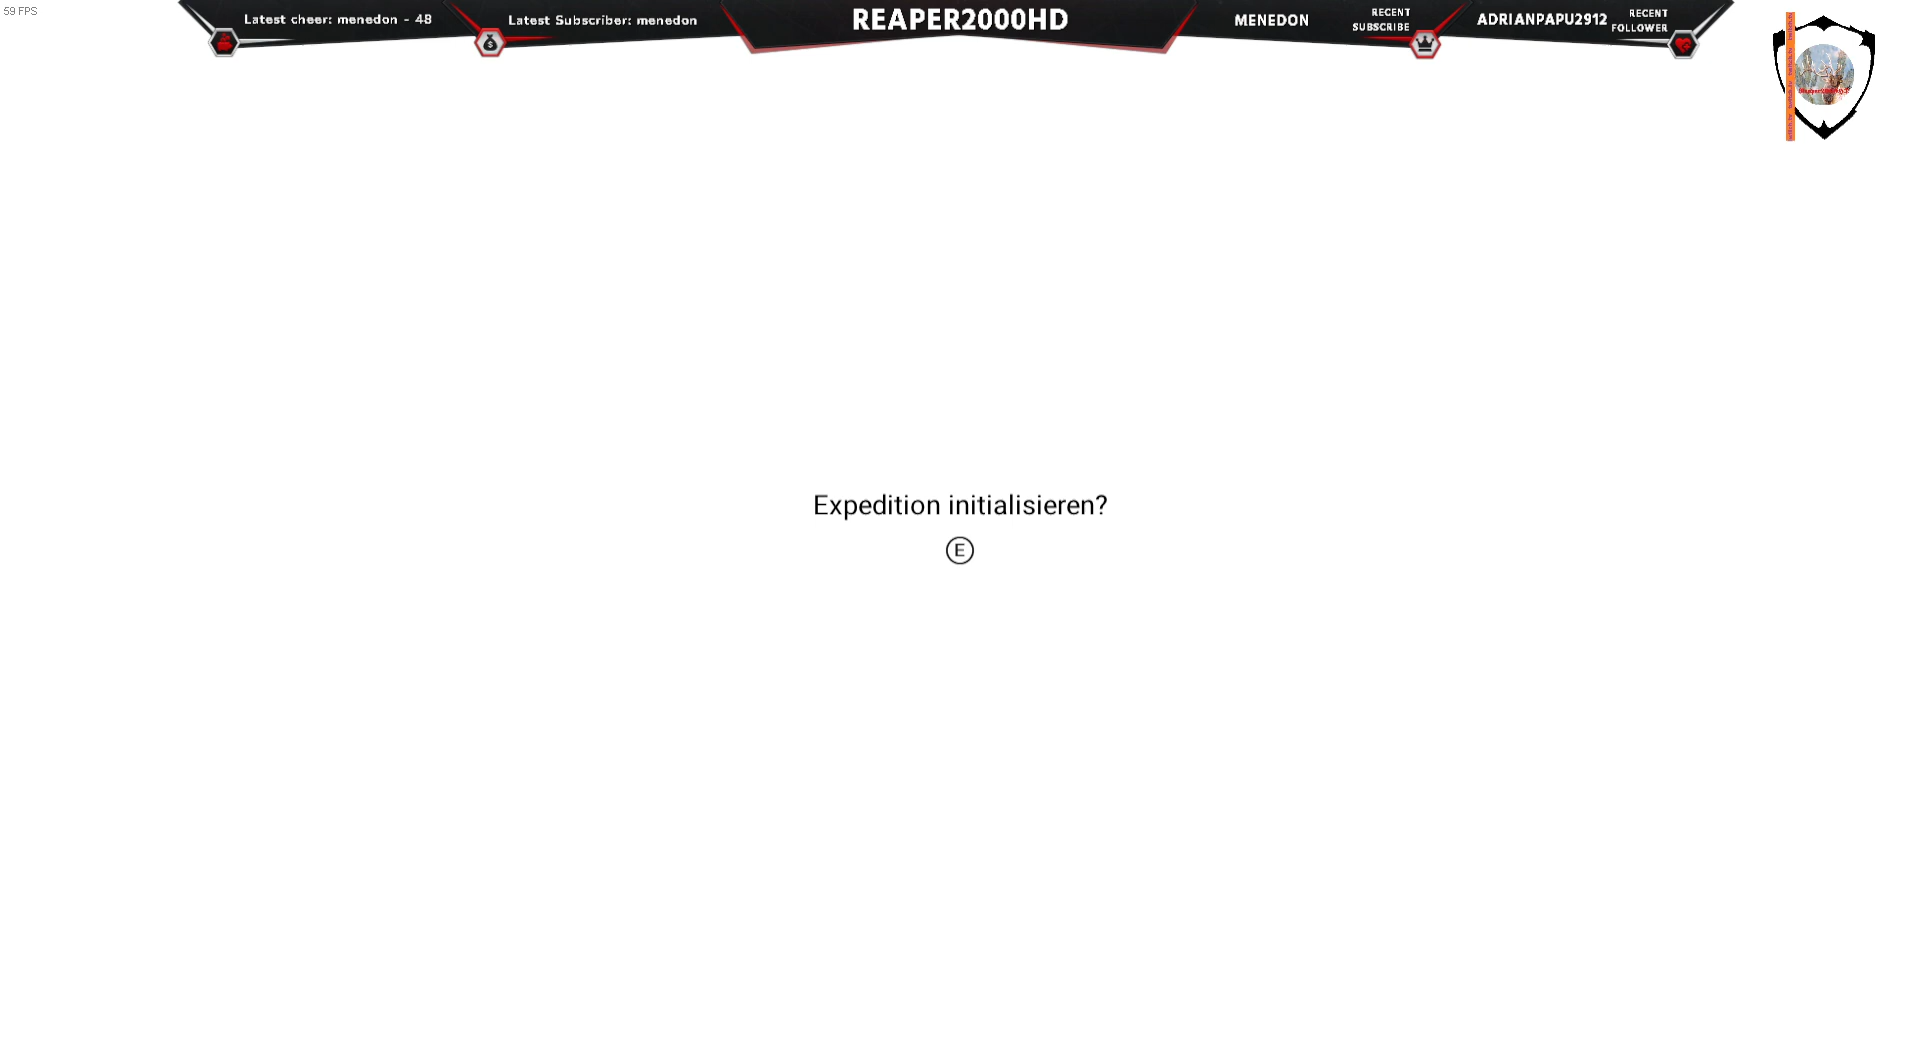 59 FPS
Latest cheer: menedon - 48
Latest Subscriber: menedon
REAPER2000HD
MENEDON
RECENT
SUBSCRIBE
ADRIANPAPU2912
RECENT
FOLLOWER
Expedition initialisieren?
E